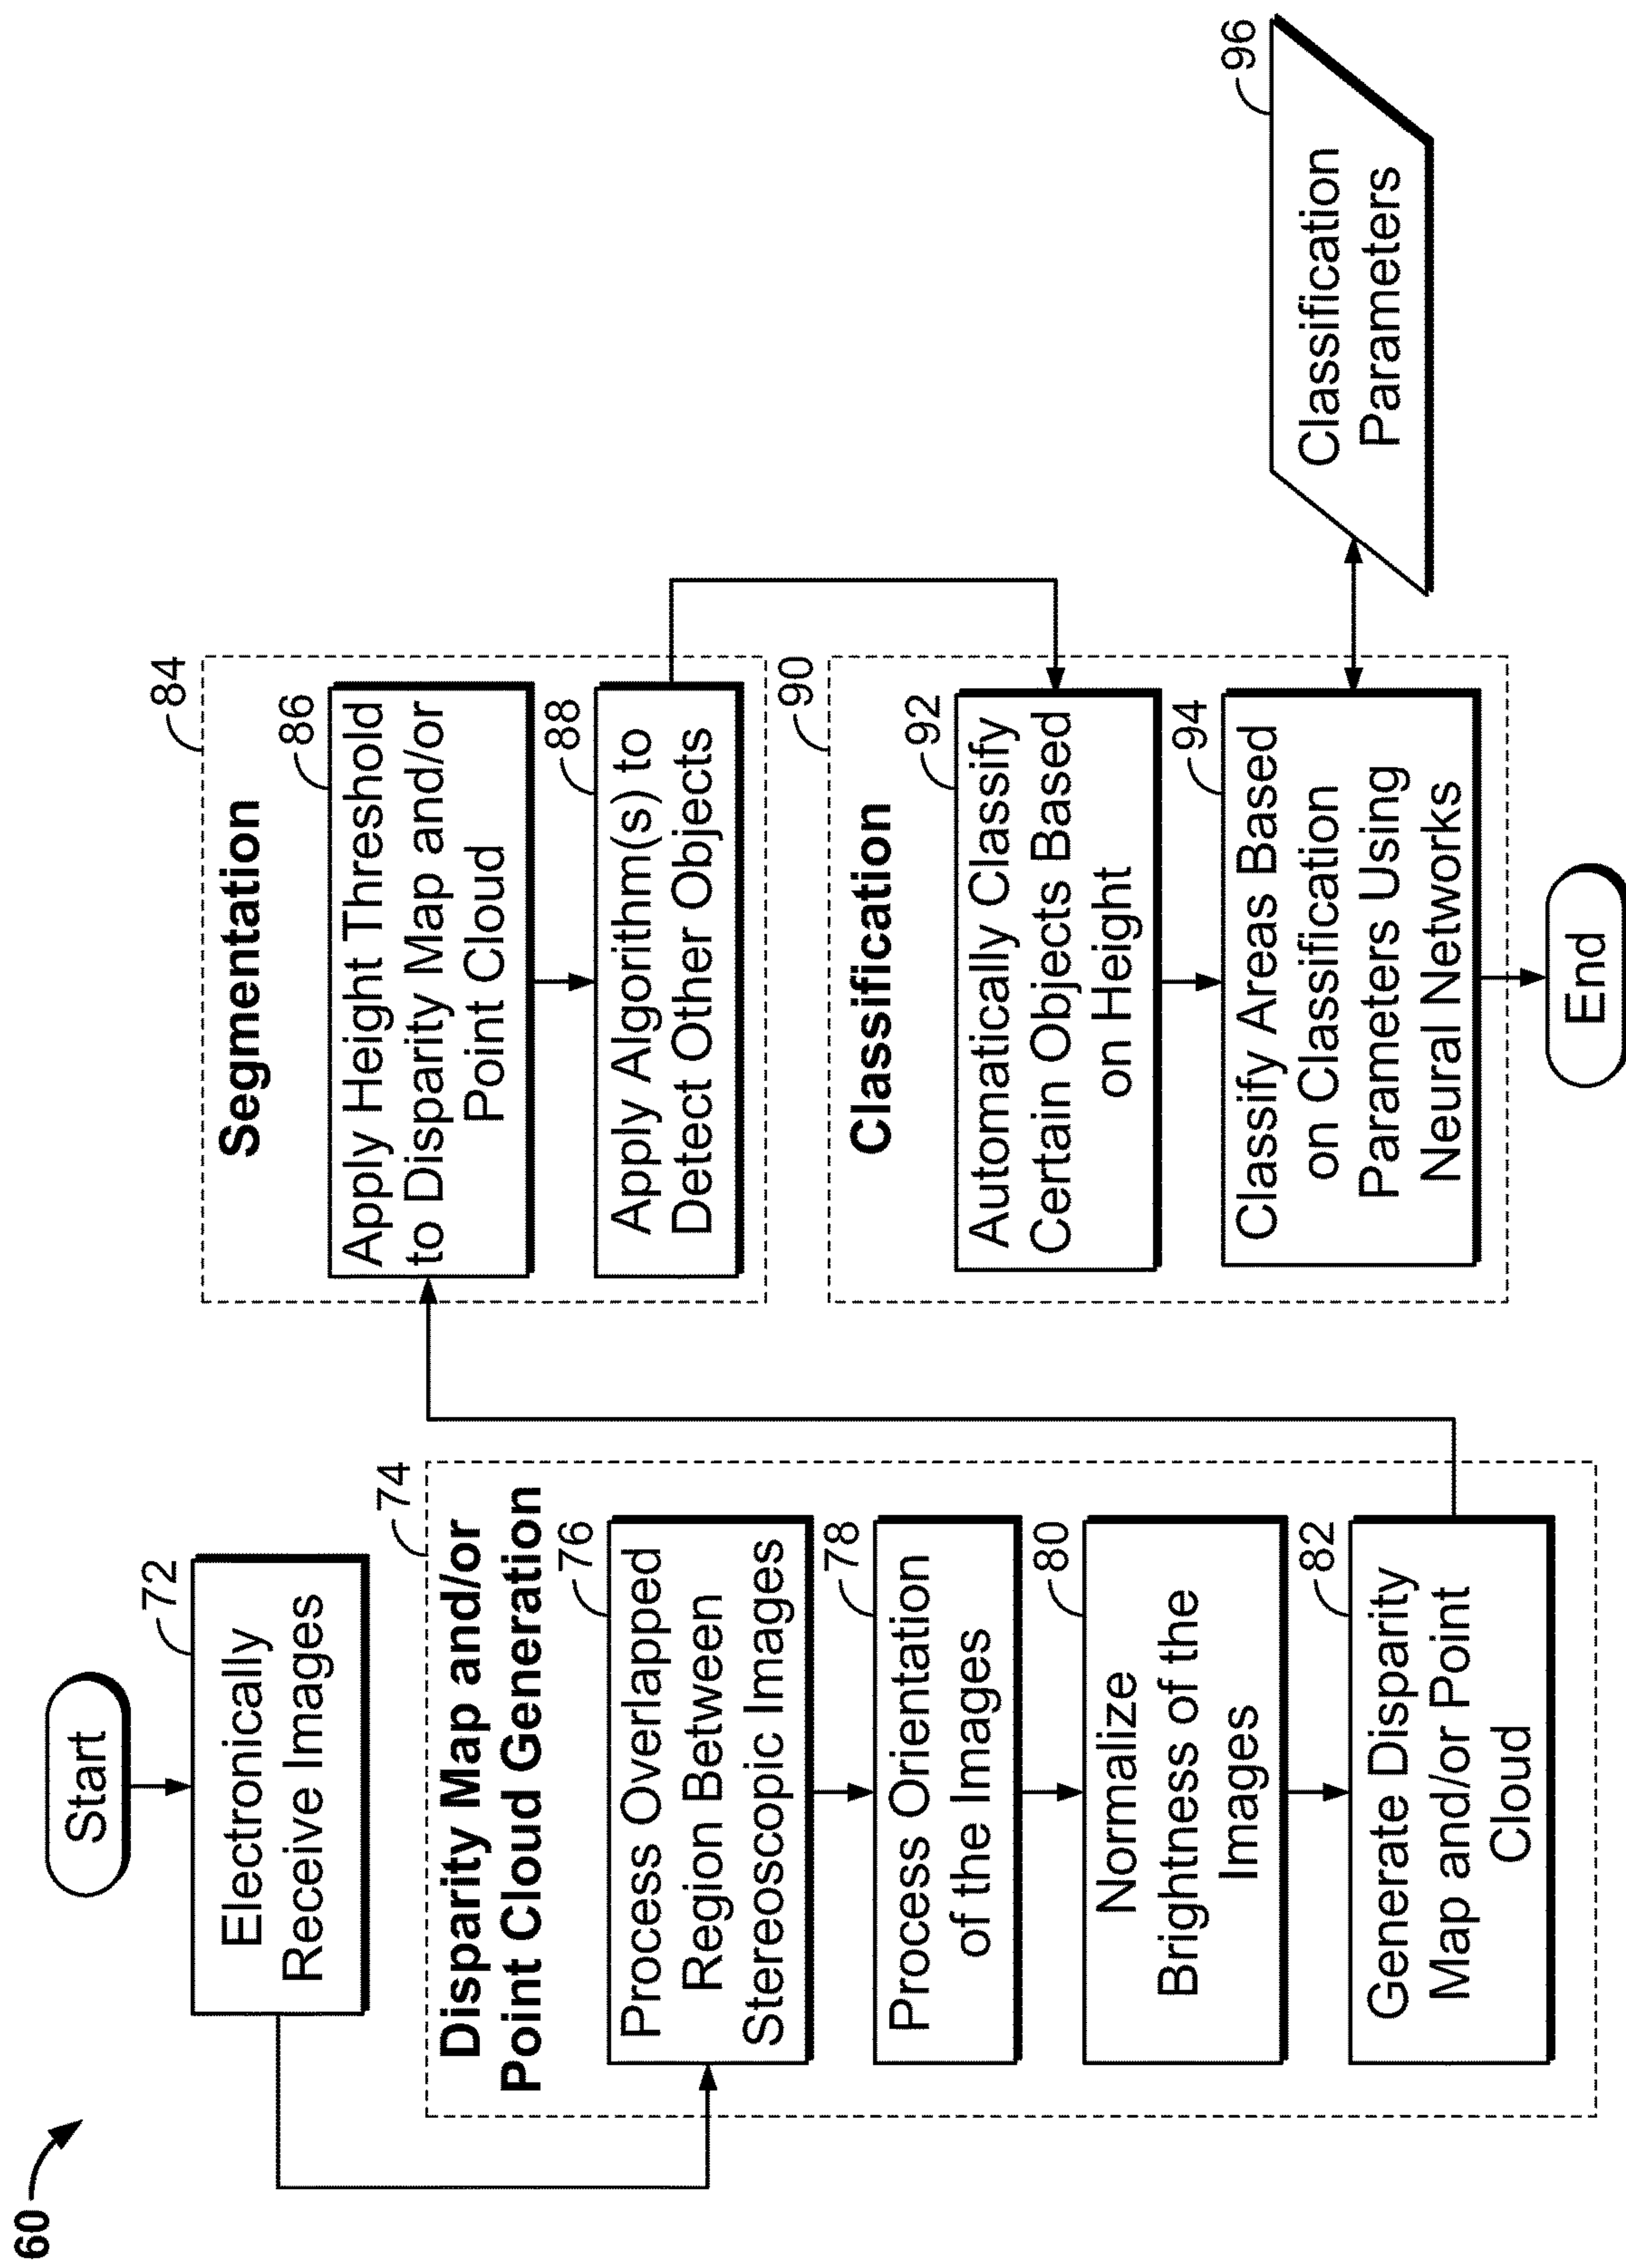 60
Start
72
Electronically
Receive Images
74
Disparity Map and/or
Point Cloud Generation
76
Process Overlapped
Region Between
Stereoscopic Images
78
Process Orientation
of the Images
80
Normalize
Brightness of the
Images
82
Generate Disparity
Map and/or Point
Cloud
84
Segmentation
86
Apply Height Threshold
to Disparity Map and/or
Point Cloud
88
Apply Algorithm(s) to
Detect Other Objects
90
Classification
92
Automatically Classify
Certain Objects Based
on Height
94
Classify Areas Based
on Classification
Parameters Using
Neural Networks
96
Classification
Parameters
End